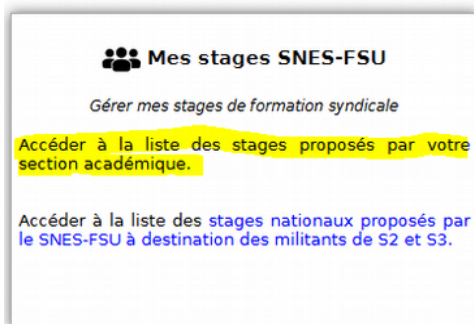 Mes stages SNES-FSU
Gérer mes stages de formation syndicale
Accéder à la liste des stages proposés par votre
section académique.
Accéder à la liste des stages nationaux proposés par
le SNES-FSU à destination des militants de S2 et S3.